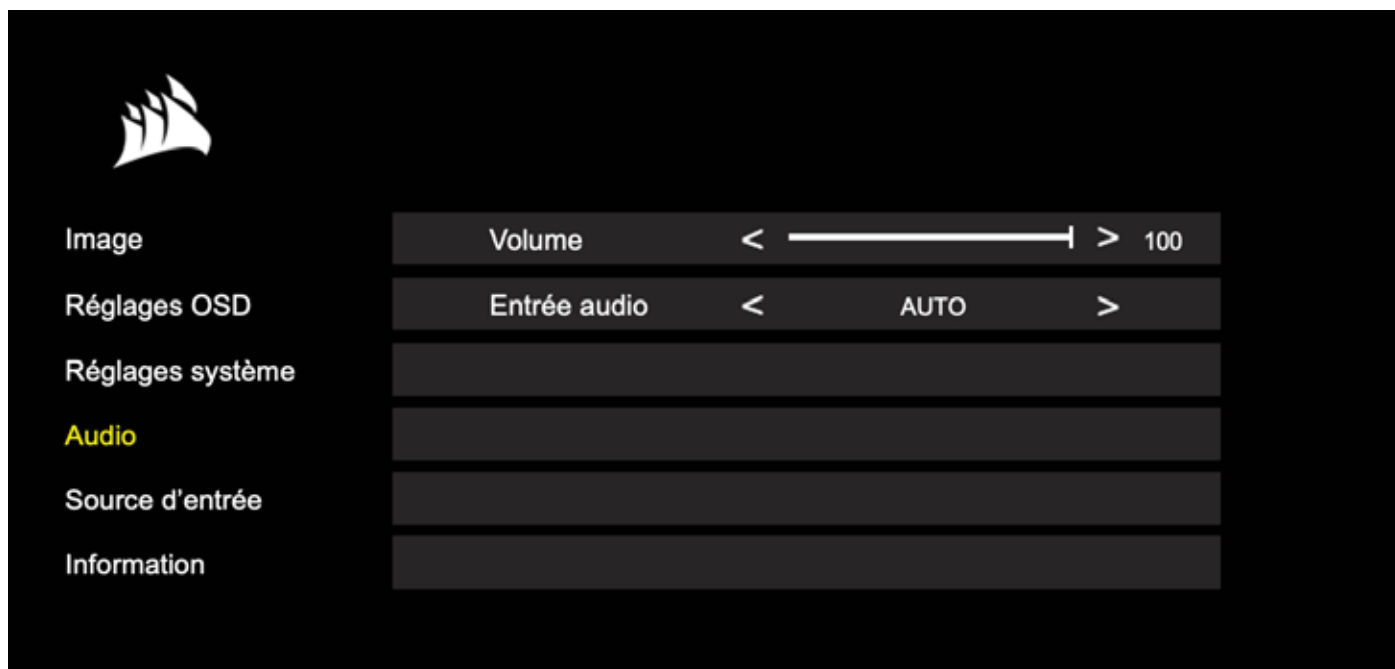 Image Volume < > 100
Réglages OSD Entrée audio < AUTO >
Réglages système
Audio
Source d’entrée
Information